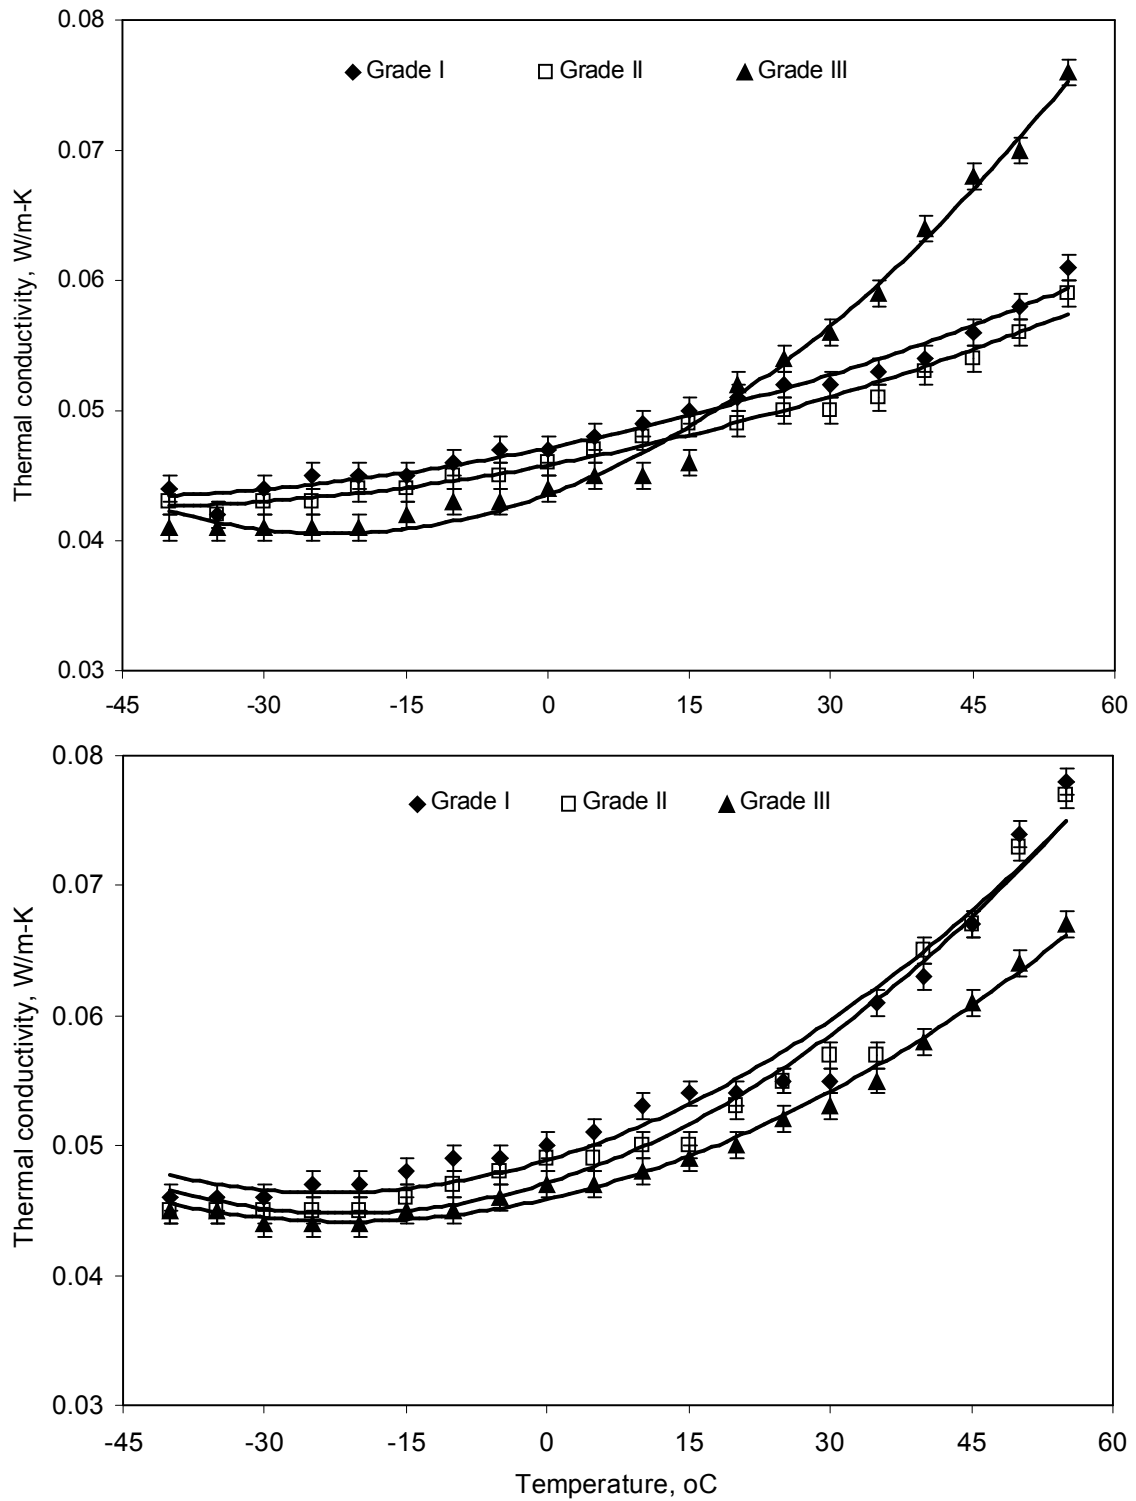 0.08
Grade I Grade II Grade III
0.07
0.06
0.05
0.04
0.03
Thermal conductivity, W/m-K
-45 -30 -15 0 15 30 45 60
0.08
Grade I Grade II Grade III
0.07
0.06
0.05
0.04
0.03
Thermal conductivity, W/m-K
-45 -30 -15 0 15 30 45 60
Temperature, oC